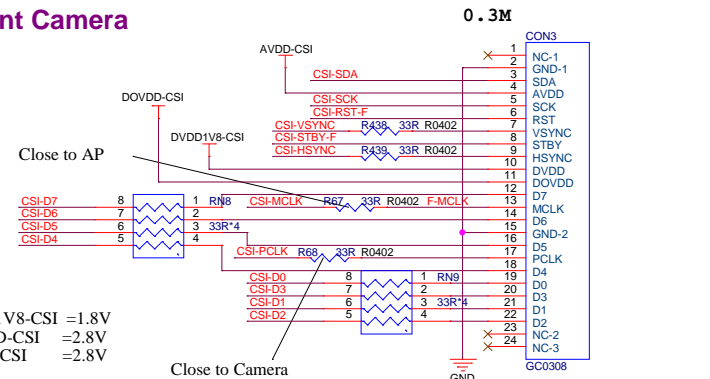 nt Camera
0.3M
CON3
AVDD-CSI
1 NC-1
2 GND-1
CSI-SDA 3 SDA
4 AVDD
CSI-SCK 5 SCK
DOVDD-CSI
CSI-RST-F 6 RST
CSI-VSYNC R438 33R R0402 7 VSYNC
CSI-STBY-F 8 STBY
DVDD1V8-CSI
CSI-HSYNC R439 33R R0402 9 HSYNC
Close to AP
10 DVDD
11 DOVDD
12 D7
CSI-D7 8 1 RN8 CSI-MCLK R67 33R R0402 F-MCLK 13 MCLK
CSI-D6 7 2 14 D6
CSI-D5 6 3 33R*4 15 GND-2
CSI-D4 5 4 16 D5
CSI-PCLK R68 33R R0402 17 PCLK
18 D4
CSI-D0 8 1 RN9 19 D0
CSI-D3 7 2 20 D3
CSI-D1 6 3 33R*4 21 D1
CSI-D2 5 4 22 D2
V8-CSI =1.8V
23 NC-2
D-CSI =2.8V
24 NC-3
CSI =2.8V
Close to Camera
GND
GC0308